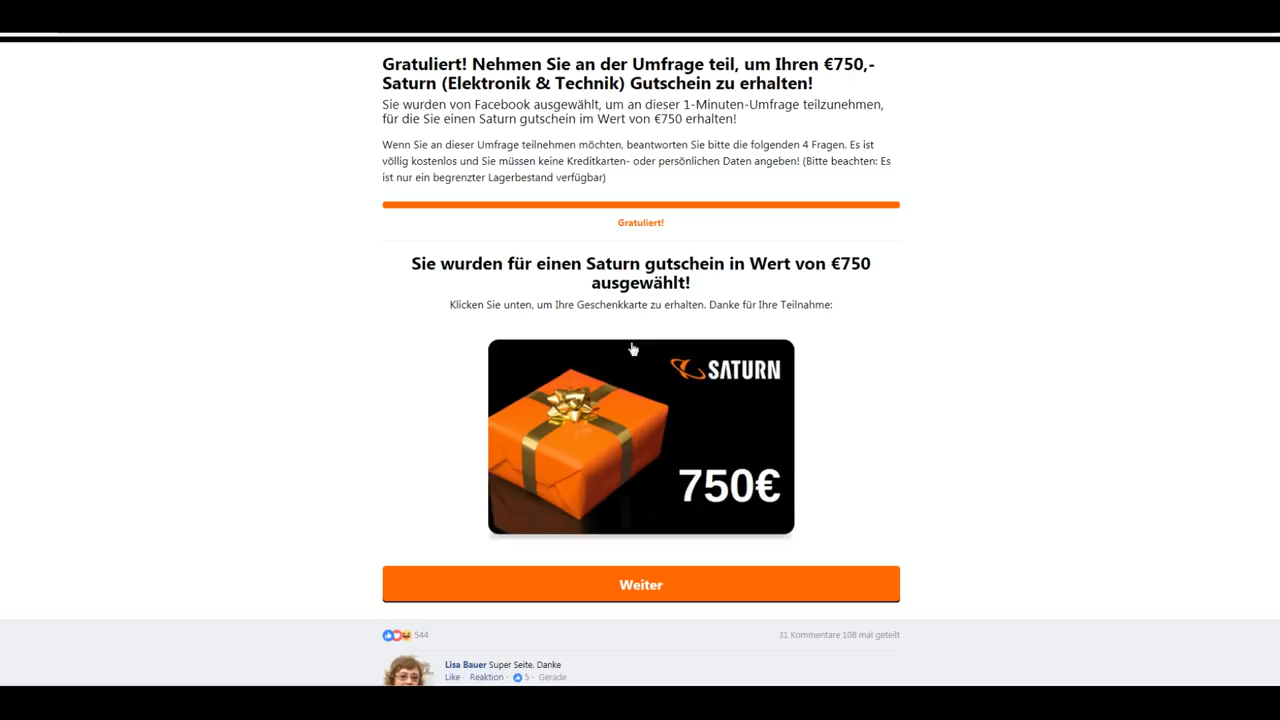 Gratuliert! Nehmen Sie an der Umfrage teil, um Ihren €750,-
Saturn (Elektronik & Technik) Gutschein zu erhalten!
Sie wurden von Facebook ausgewählt, um an dieser 1-Minuten-Umfrage teilzunehmen,
für die Sie einen Saturn gutschein im Wert von €750 erhalten!
Wenn Sie an dieser Umfrage teilnehmen möchten, beantworten Sie bitte die folgenden 4 Fragen. Es ist
völlig kostenlos und Sie müssen keine Kreditkarten- oder persönlichen Daten angeben! (Bitte beachten: Es
ist nur ein begrenzter Lagerbestand verfügbar)
Gratuliert!
Sie wurden für einen Saturn gutschein in Wert von €750
ausgewählt!
Klicken Sie unten, um Ihre Geschenkkarte zu erhalten. Danke für Ihre Teilnahme:
SATURN
750€
Weiter
544
31 Kommentare 108 mal geteilt
Lisa Bauer Super Seite. Danke
Like · Reaktion · 5 · Gerade